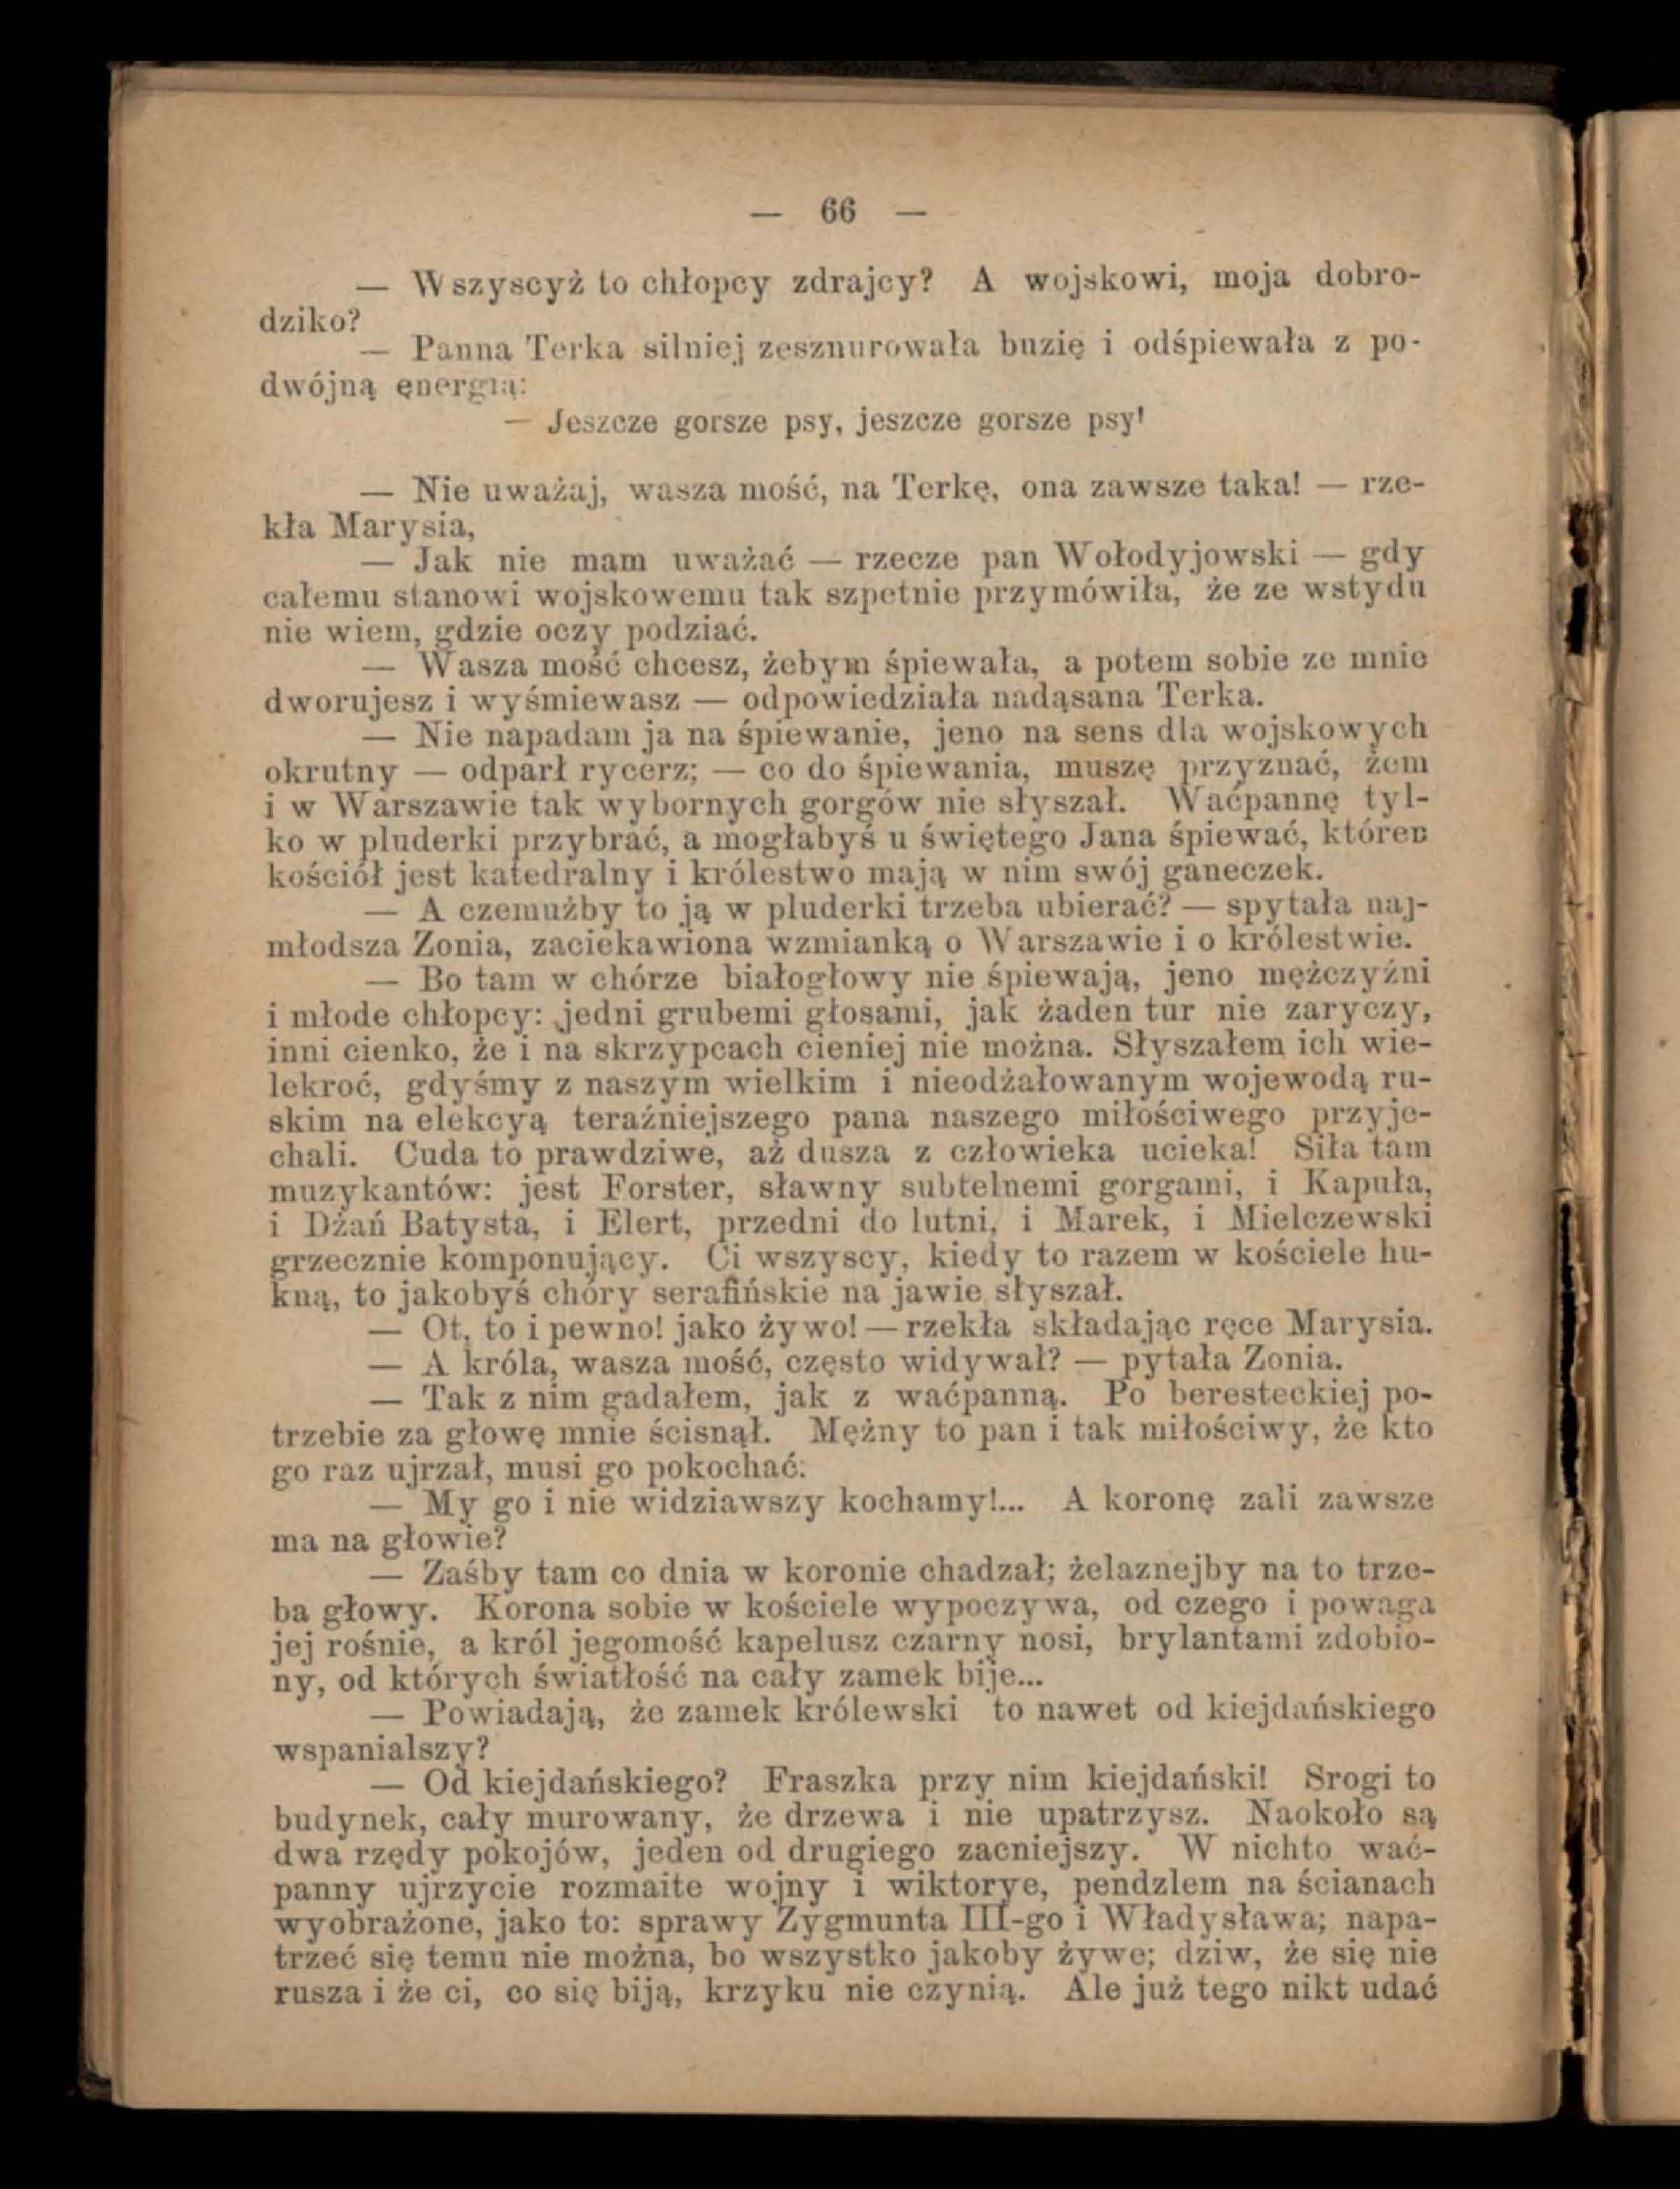 — 66 —
— Wszyscyż to chłopcy zdrajcy? A wojskowi, moja dobro-
dziko?
— Panna Terka silniej zesznurowała buzię i odśpiewała z po-
dwójną energią:
— Jeszcze gorsze psy, jeszcze gorsze psy!
— Nie uważaj, wasza mość, na Terkę, ona zawsze taka! — rze-
kła Marysia,
— Jak nie mam uważać — rzecze pan Wołodyjowski — gdy
całemu stanowi wojskowemu tak szpetnie przymówiła, że ze wstydu
nie wiem, gdzie oczy podziać.
— Wasza mość chcesz, żebym śpiewała, a potem sobie ze mnie
dworujesz i wyśmiewasz — odpowiedziała nadąsana Terka.
— Nie napadam ja na śpiewanie, jeno na sens dla wojskowych
okrutny — odparł rycerz; — co do śpiewania, muszę przyznać, żem
i w Warszawie tak wybornych gorgów nie słyszał. Waćpannę tyl-
ko w pluderki przybrać, a mogłabyś u świętego Jana śpiewać, któren
kościół jest katedralny i królestwo mają w nim swój ganeczek.
— A czemużby to ją w pluderki trzeba ubierać? — spytała naj-
młodsza Zonia, zaciekawiona wzmianką o Warszawie i o królestwie.
— Bo tam w chórze białogłowy nie śpiewają, jeno mężczyźni
i młode chłopcy: jedni grubemi głosami, jak żaden tur nie zaryczy,
inni cienko, że i na skrzypcach cieniej nie można. Słyszałem ich wie-
lekroć, gdyśmy z naszym wielkim i nieodżałowanym wojewodą ru-
skim na elekcyą teraźniejszego pana naszego miłościwego przyje-
chali. Cuda to prawdziwe, aż dusza z człowieka ucieka! Siła tam
muzykantów: jest Forster, sławny subtelnemi gorgami, i Kapuła,
i Dżań Batysta, i Elert, przedni do lutni, i Marek, i Mielczewski
grzecznie komponujący. Ci wszyscy, kiedy to razem w kościele hu-
kną, to jakobyś chóry serafińskie na jawie słyszał.
— Ot, to i pewno! jako żywo! — rzekła składając ręce Marysia.
— A króla, wasza mość, często widywał? — pytała Zonia.
— Tak z nim gadałem, jak z waćpanną. Po beresteckiej po-
trzebie za głowę mnie ścisnął. Mężny to pan i tak miłościwy, że kto
go raz ujrzał, musi go pokochać.
— My go i nie widziawszy kochamy!... A koronę zali zawsze
ma na głowie?
— Zaśby tam co dnia w koronie chadzał; żelaznejby na to trze-
ba głowy. Korona sobie w kościele wypoczywa, od czego i powaga
jej rośnie, a król jegomość kapelusz czarny nosi, brylantami zdobio-
ny, od których światłość na cały zamek bije...
— Powiadają, że zamek królewski to nawet od kiejdańskiego
wspanialszy?
— Od kiejdańskiego? Fraszka przy nim kiejdański! Srogi to
budynek, cały murowany, że drzewa i nie upatrzysz. Naokoło są
dwa rzędy pokojów, jeden od drugiego zacniejszy. W nichto wać-
panny ujrzycie rozmaite wojny i wiktorye, pendzlem na ścianach
wyobrażone, jako to: sprawy Zygmunta III-go i Władysława; napa-
trzeć się temu nie można, bo wszystko jakoby żywe; dziw, że się nie
rusza i że ci, co się biją, krzyku nie czynią. Ale już tego nikt udać